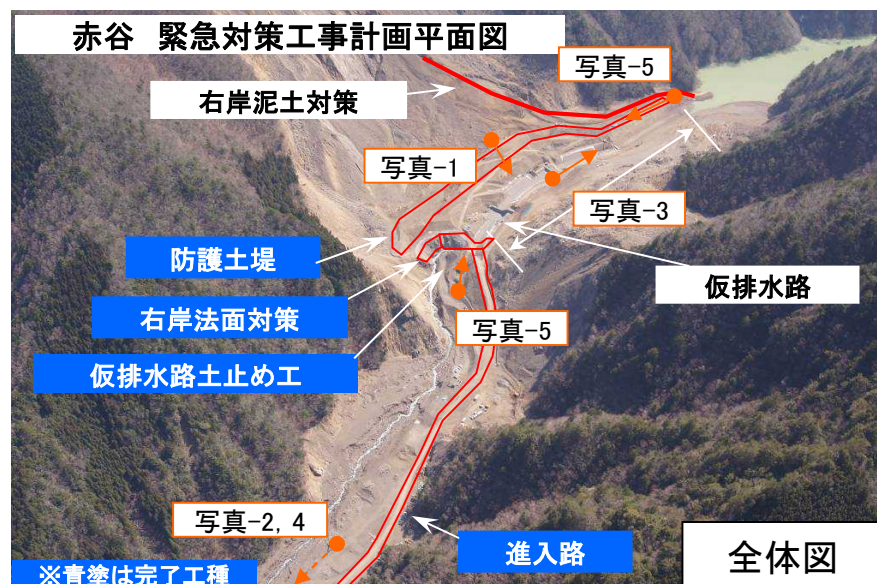 赤谷 緊急対策工事計画平面図
写真-5
右岸泥土対策
写真-1
写真-3
防護土堤
仮排水路
右岸法面対策
写真-5
仮排水路土止め工
写真-2, 4
進入路
全体図
※青塗は完了工種